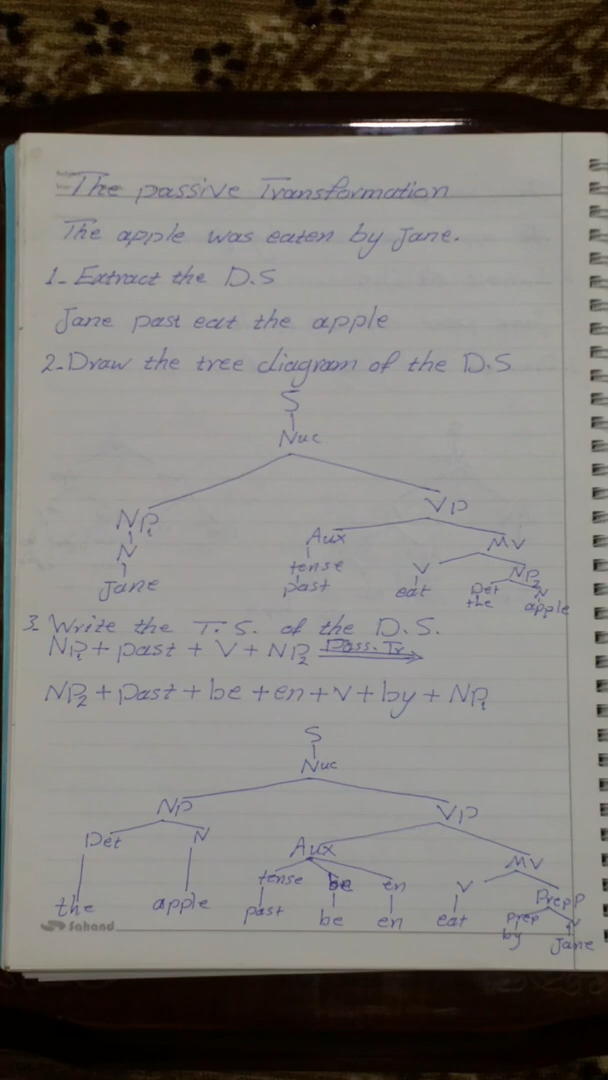 The passive Transformation
The apple was eaten by Jane.
1- Extract the D.S
Jane past eat the apple
2- Draw the tree diagram of the D.S
S
Nuc
NP1 VP
N Aux MV
Jane tense V NP2
past eat Det N
the apple
3- Write the T.S. of the D.S.
NP1 + past + V + NP2 Pass. Tr
NP2 + past + be + en + V + by + NP1
S
Nuc
NP VP
Det N Aux MV
tense be en V PrepP
the apple past be en eat prep N
by Jane
Sahand